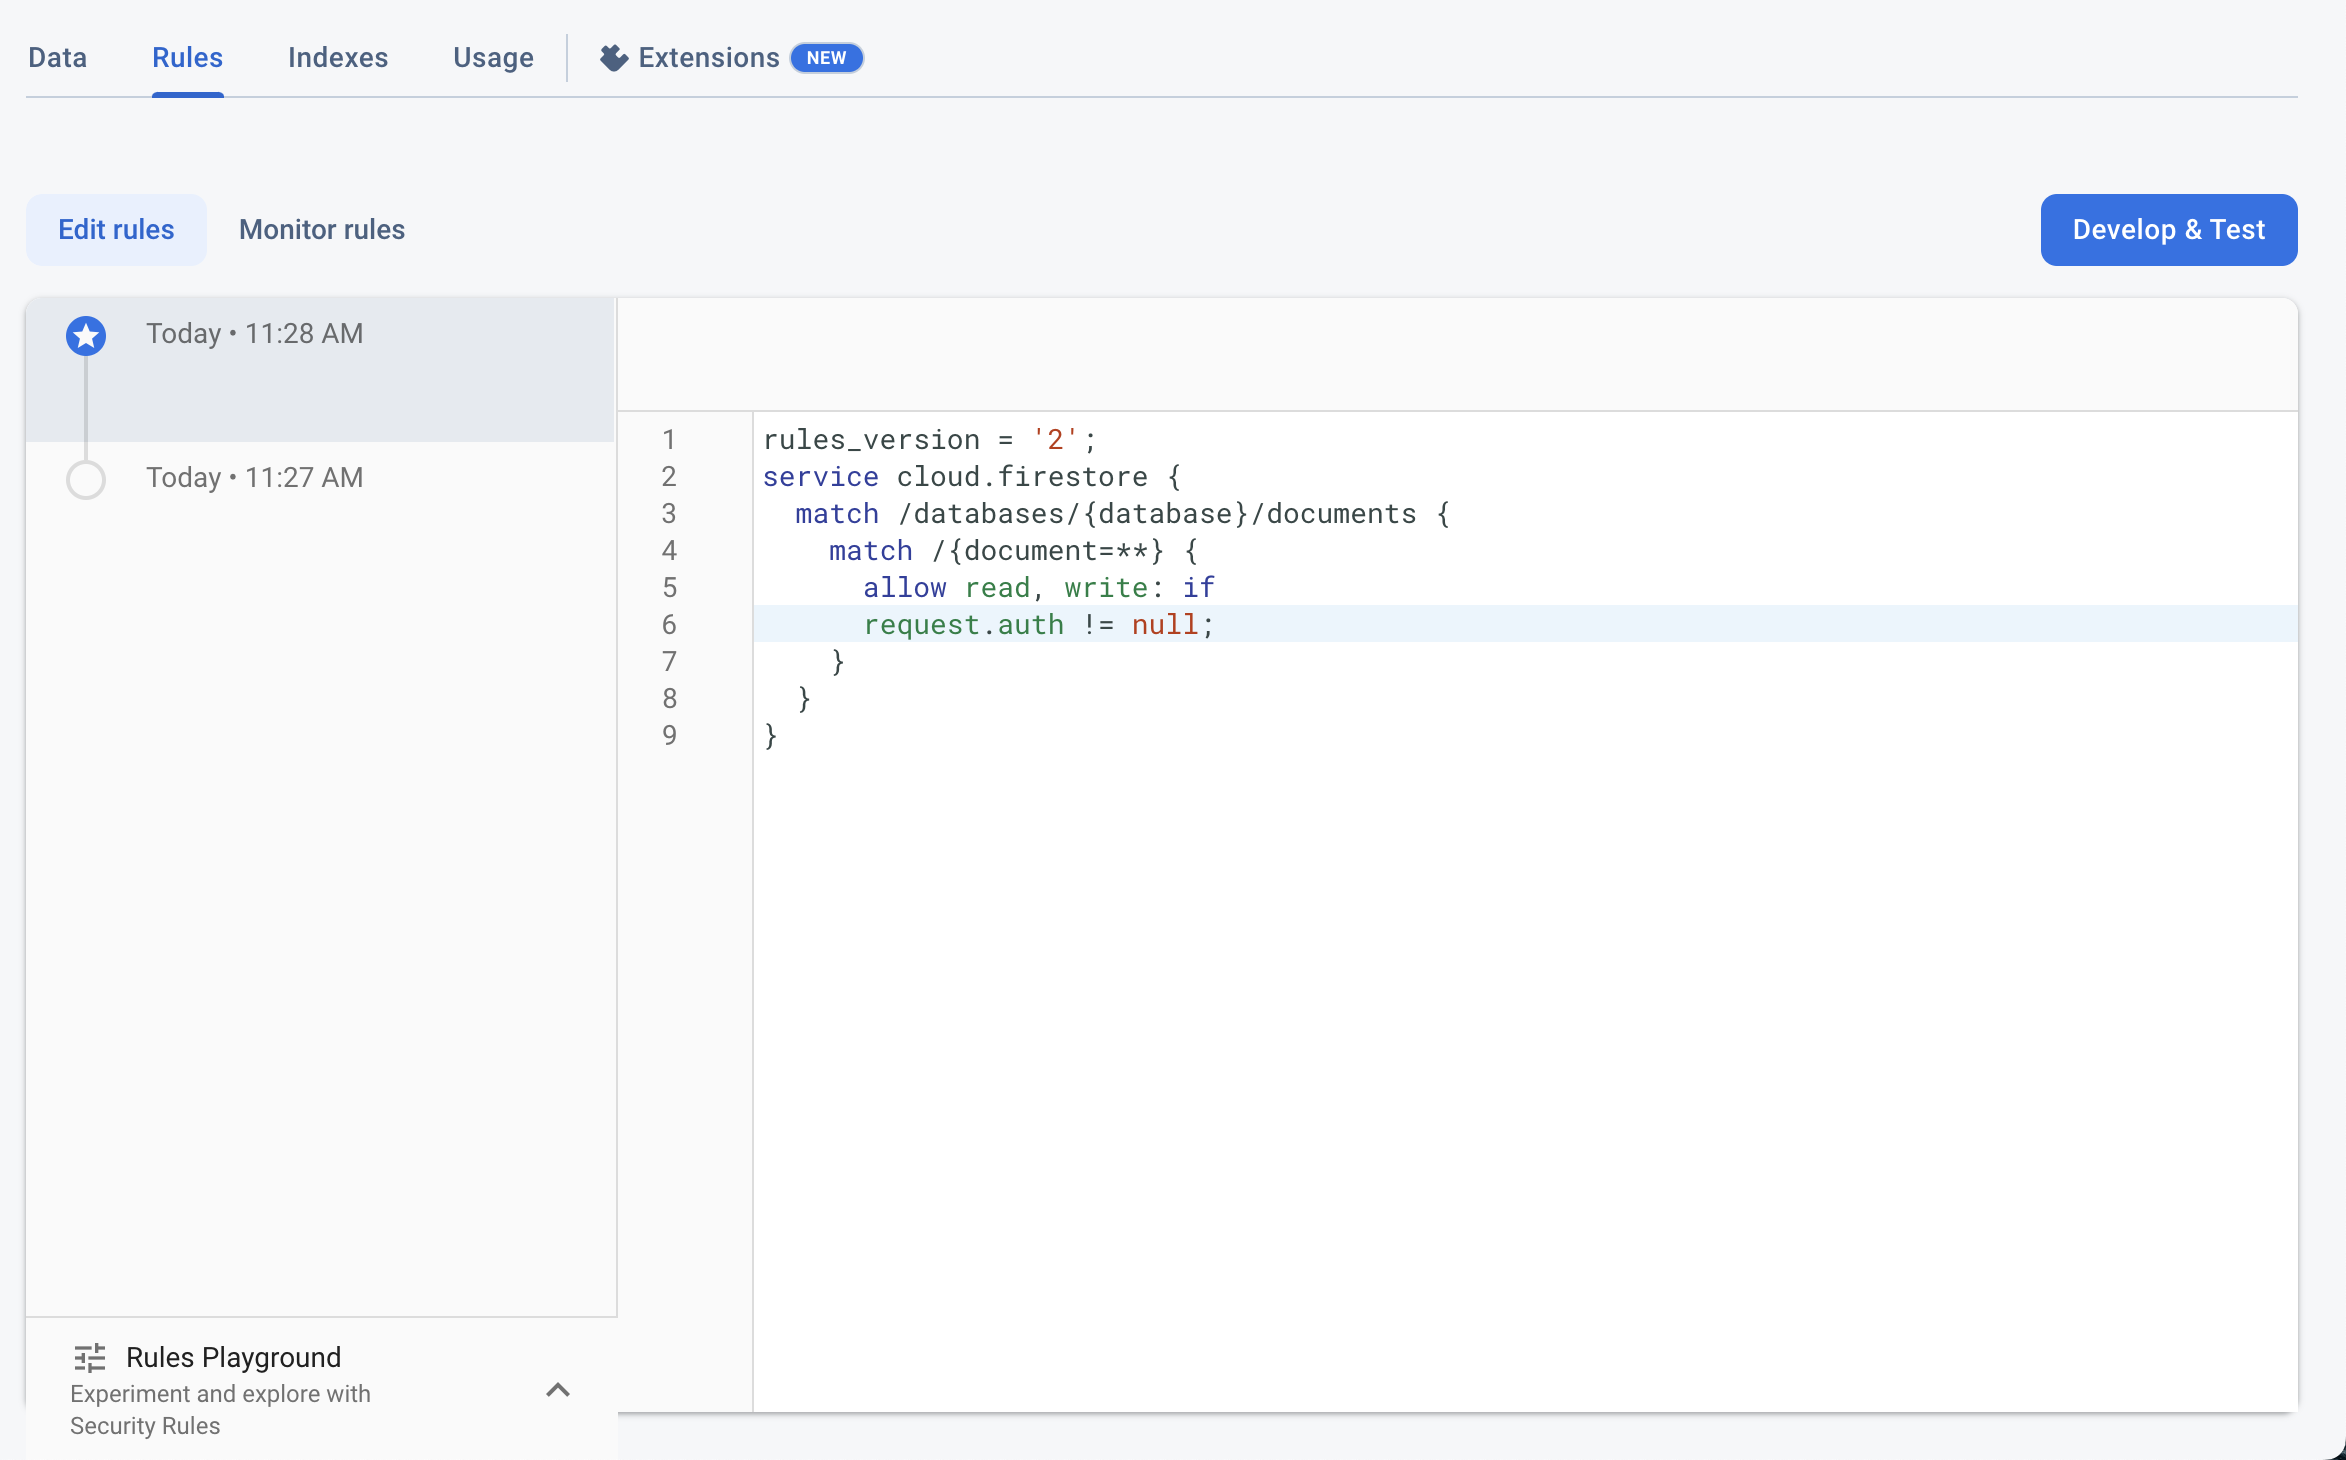 Data Rules Indexes Usage Extensions NEW
Edit rules Monitor rules Develop & Test
Today • 11:28 AM
Today • 11:27 AM
1 rules_version = '2';
2 service cloud.firestore {
3 match /databases/{database}/documents {
4 match /{document=**} {
5 allow read, write: if
6 request.auth != null;
7 }
8 }
9 }
Rules Playground
Experiment and explore with
Security Rules